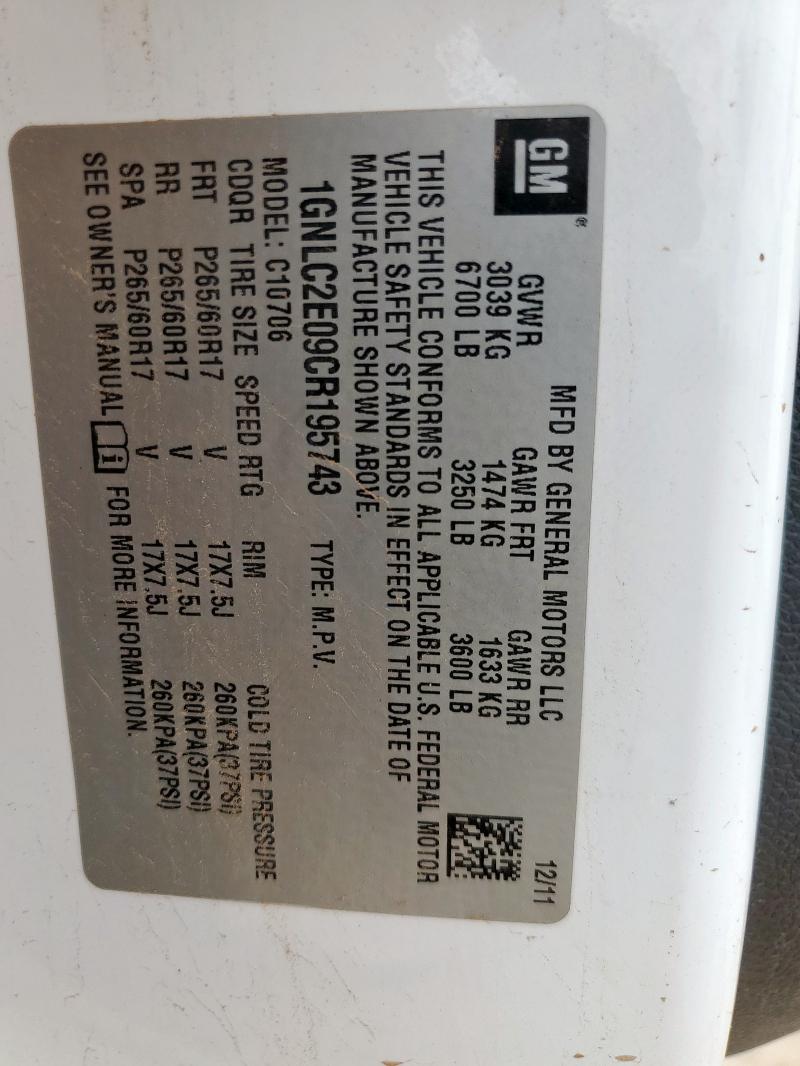 GM®
MFD BY GENERAL MOTORS LLC 12/11
GVWR GAWR FRT GAWR RR
3039 KG 1474 KG 1633 KG
6700 LB 3250 LB 3600 LB
THIS VEHICLE CONFORMS TO ALL APPLICABLE U.S. FEDERAL MOTOR
VEHICLE SAFETY STANDARDS IN EFFECT ON THE DATE OF
MANUFACTURE SHOWN ABOVE.
1GNLC2E09CR195743 TYPE: M.P.V.
MODEL: C10706
CDQR TIRE SIZE SPEED RTG RIM COLD TIRE PRESSURE
FRT P265/60R17 V 17X7.5J 260KPA(37PSI)
RR P265/60R17 V 17X7.5J 260KPA(37PSI)
SPA P265/60R17 V 17X7.5J 260KPA(37PSI)
SEE OWNER'S MANUAL i FOR MORE INFORMATION.